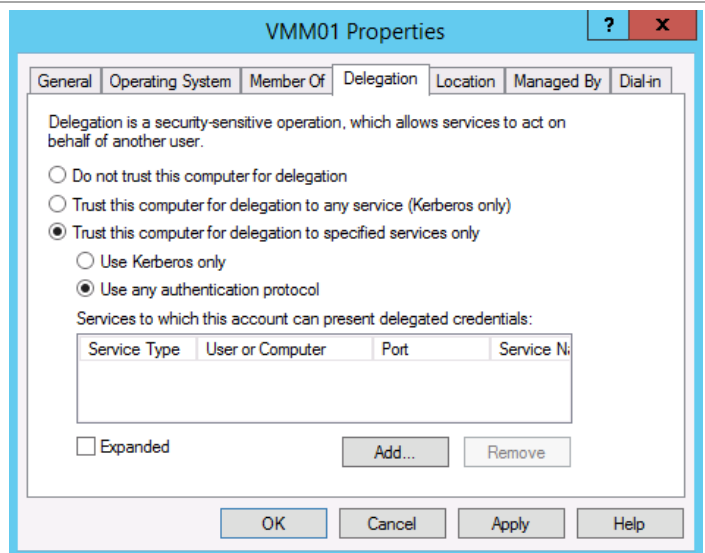 VMM01 Properties
? x
General Operating System Member Of Delegation Location Managed By Dial-in
Delegation is a security-sensitive operation, which allows services to act on
behalf of another user.
Do not trust this computer for delegation
Trust this computer for delegation to any service (Kerberos only)
Trust this computer for delegation to specified services only
Use Kerberos only
Use any authentication protocol
Services to which this account can present delegated credentials:
Service Type User or Computer Port Service Na
Expanded Add... Remove
OK Cancel Apply Help